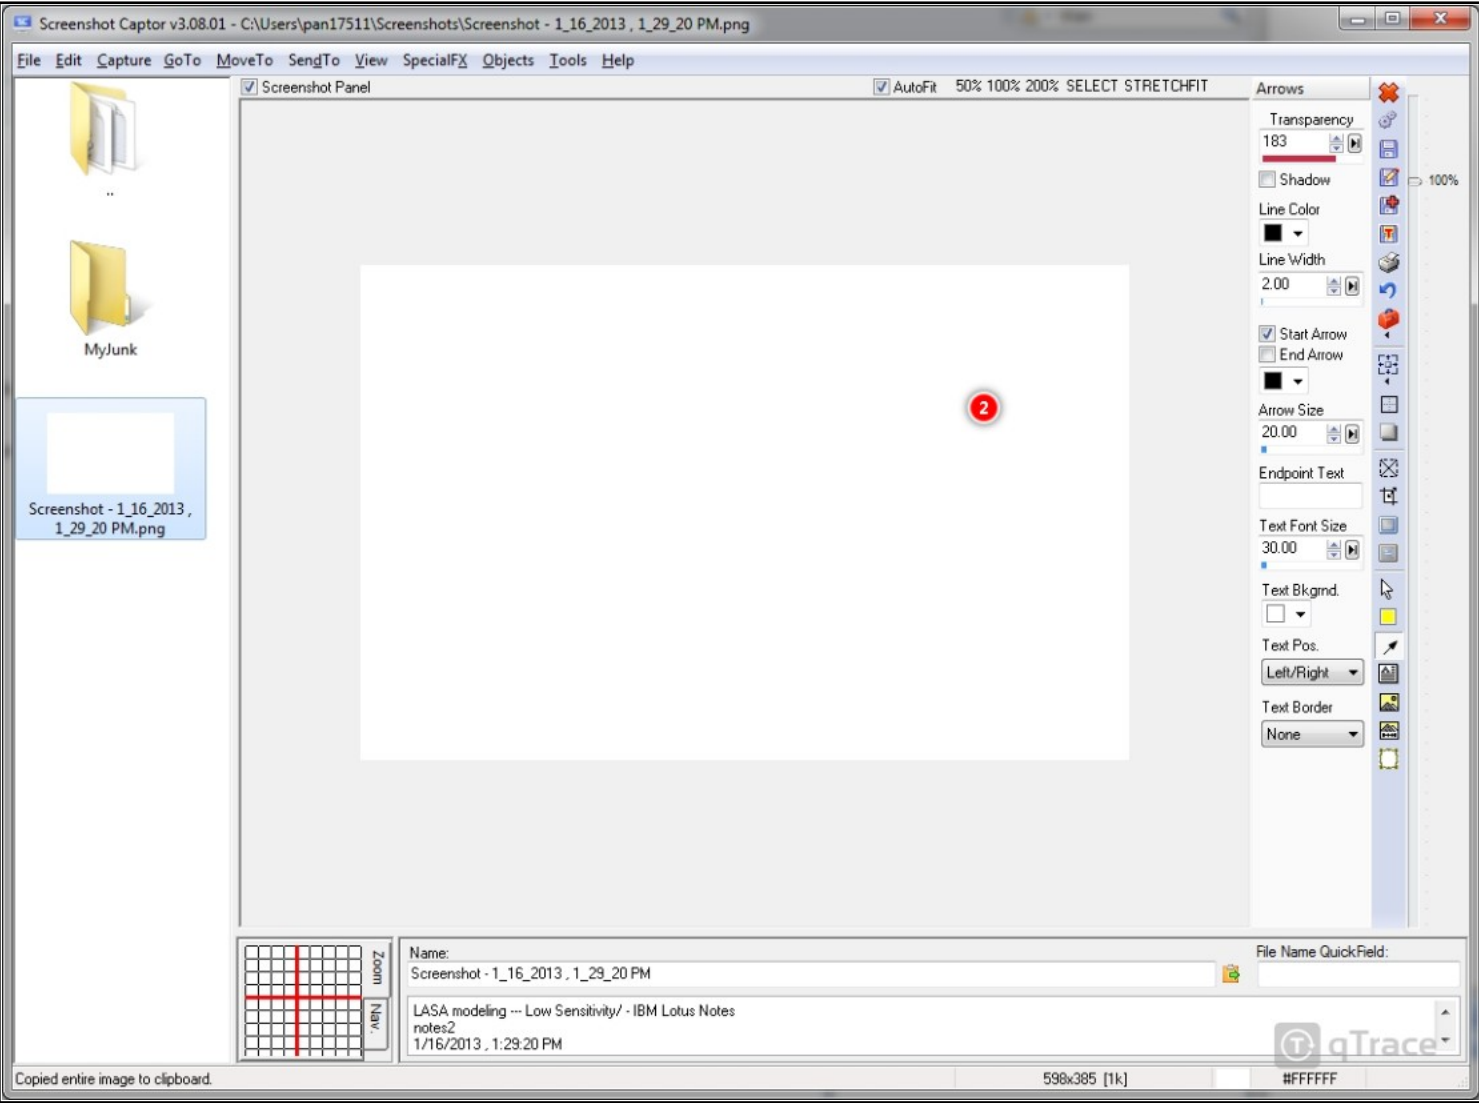 Screenshot Captor v3.08.01 - C:\Users\pan17511\Screenshots\Screenshot - 1_16_2013 , 1_29_20 PM.png
File Edit Capture GoTo MoveTo SendTo View SpecialFX Objects Tools Help
Screenshot Panel
AutoFit 50% 100% 200% SELECT STRETCHFIT
..
MyJunk
Screenshot - 1_16_2013 ,
1_29_20 PM.png
2
Arrows
Transparency
183
Shadow
Line Color
Line Width
2.00
Start Arrow
End Arrow
Arrow Size
20.00
Endpoint Text
Text Font Size
30.00
Text Bkgrnd.
Text Pos.
Left/Right
Text Border
None
100%
Zoom
Nav.
Name:
Screenshot - 1_16_2013 , 1_29_20 PM
File Name QuickField:
LASA modeling --- Low Sensitivity/ - IBM Lotus Notes
notes2
1/16/2013 , 1:29:20 PM
qTrace
Copied entire image to clipboard.
598x385 [1k]
#FFFFFF